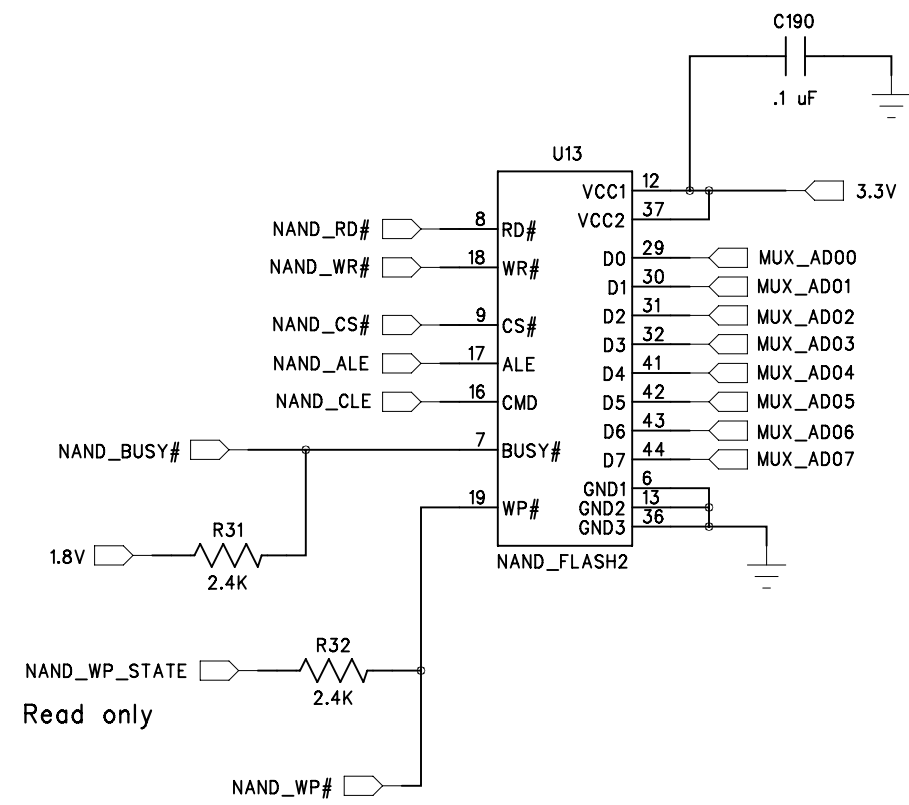 C190
.1 uF
U13
VCC1 12
3.3V
VCC2 37
NAND_RD# 8 RD#
NAND_WR# 18 WR#
D0 29 MUX_AD00
D1 30 MUX_AD01
NAND_CS# 9 CS#
D2 31 MUX_AD02
D3 32 MUX_AD03
NAND_ALE 17 ALE
D4 41 MUX_AD04
NAND_CLE 16 CMD
D5 42 MUX_AD05
D6 43 MUX_AD06
NAND_BUSY# 7 BUSY#
D7 44 MUX_AD07
GND1 6
19 WP#
GND2 13
GND3 36
NAND_FLASH2
R31
1.8V
2.4K
R32
NAND_WP_STATE
2.4K
Read only
NAND_WP#